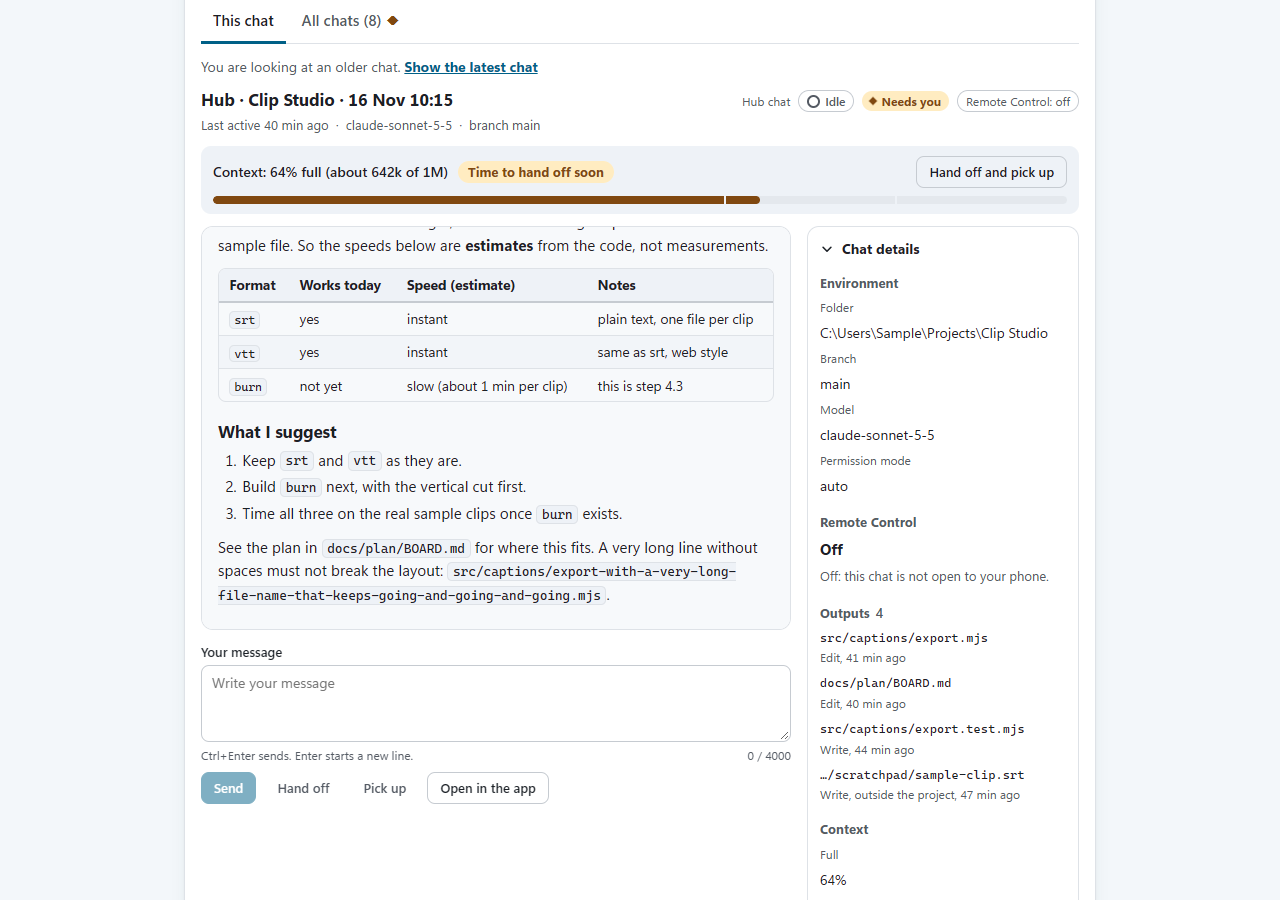 This chat
All chats (8)
You are looking at an older chat. Show the latest chat
Hub · Clip Studio · 16 Nov 10:15
Hub chat
Idle
Needs you
Remote Control: off
Last active 40 min ago · claude-sonnet-5-5 · branch main
Context: 64% full (about 642k of 1M)
Time to hand off soon
Hand off and pick up
sample file. So the speeds below are estimates from the code, not measurements.
Format Works today Speed (estimate) Notes
srt yes instant plain text, one file per clip
vtt yes instant same as srt, web style
burn not yet slow (about 1 min per clip) this is step 4.3
What I suggest
1. Keep srt and vtt as they are.
2. Build burn next, with the vertical cut first.
3. Time all three on the real sample clips once burn exists.
See the plan in docs/plan/BOARD.md for where this fits. A very long line without
spaces must not break the layout: src/captions/export-with-a-very-long-
file-name-that-keeps-going-and-going-and-going.mjs.
Your message
Write your message
Ctrl+Enter sends. Enter starts a new line.
0 / 4000
Send
Hand off
Pick up
Open in the app
Chat details
Environment
Folder
C:\Users\Sample\Projects\Clip Studio
Branch
main
Model
claude-sonnet-5-5
Permission mode
auto
Remote Control
Off
Off: this chat is not open to your phone.
Outputs 4
src/captions/export.mjs
Edit, 41 min ago
docs/plan/BOARD.md
Edit, 40 min ago
src/captions/export.test.mjs
Write, 44 min ago
…/scratchpad/sample-clip.srt
Write, outside the project, 47 min ago
Context
Full
64%